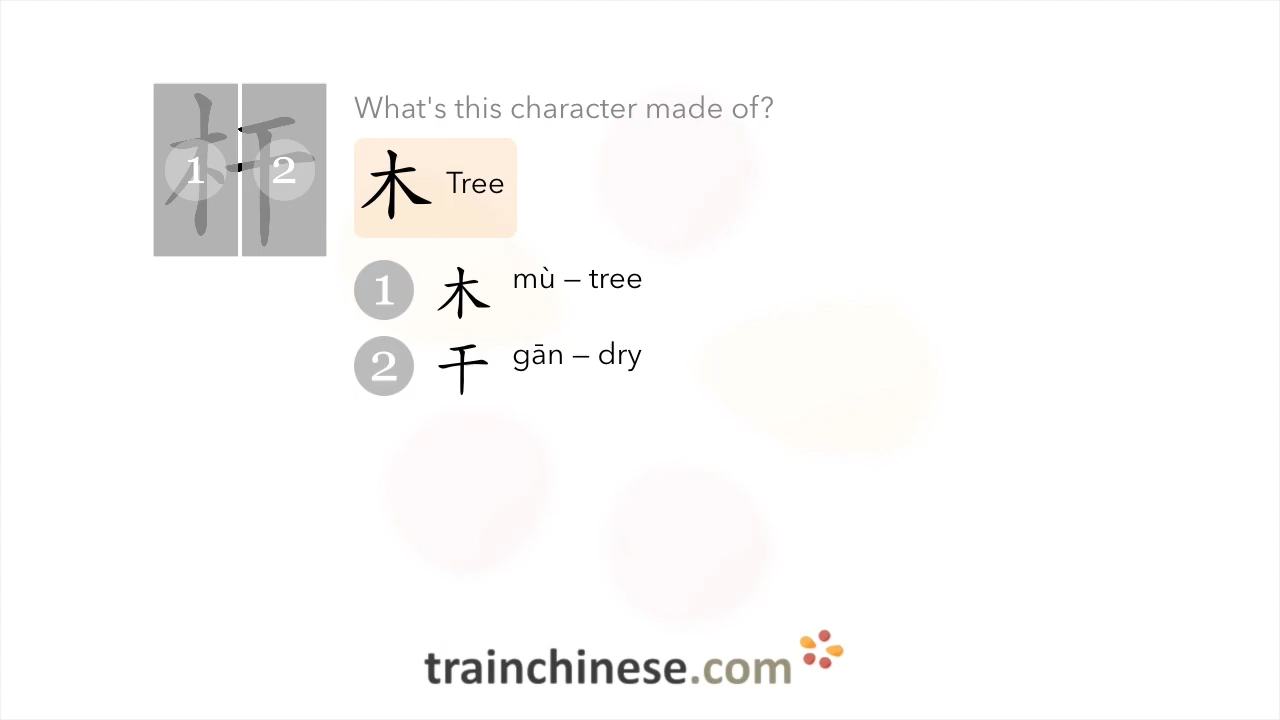 杆
1 2
What's this character made of?
木 Tree
1 木 mù – tree
2 干 gān – dry
trainchinese.com